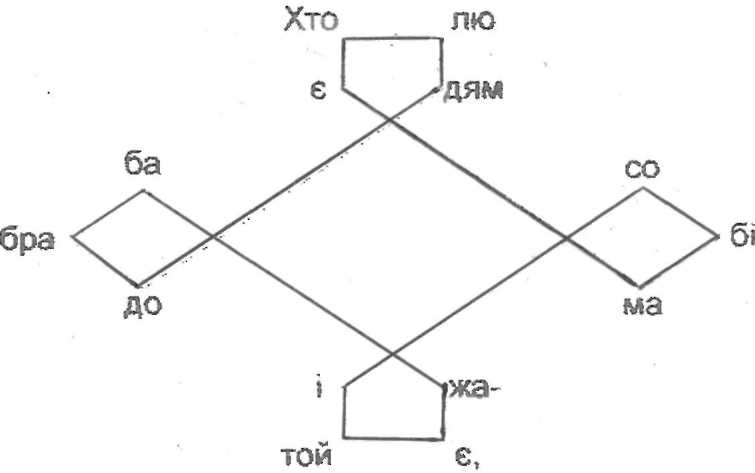 Хто лю
є дям
ба со
бра бі
до ма
і жа-
той є,